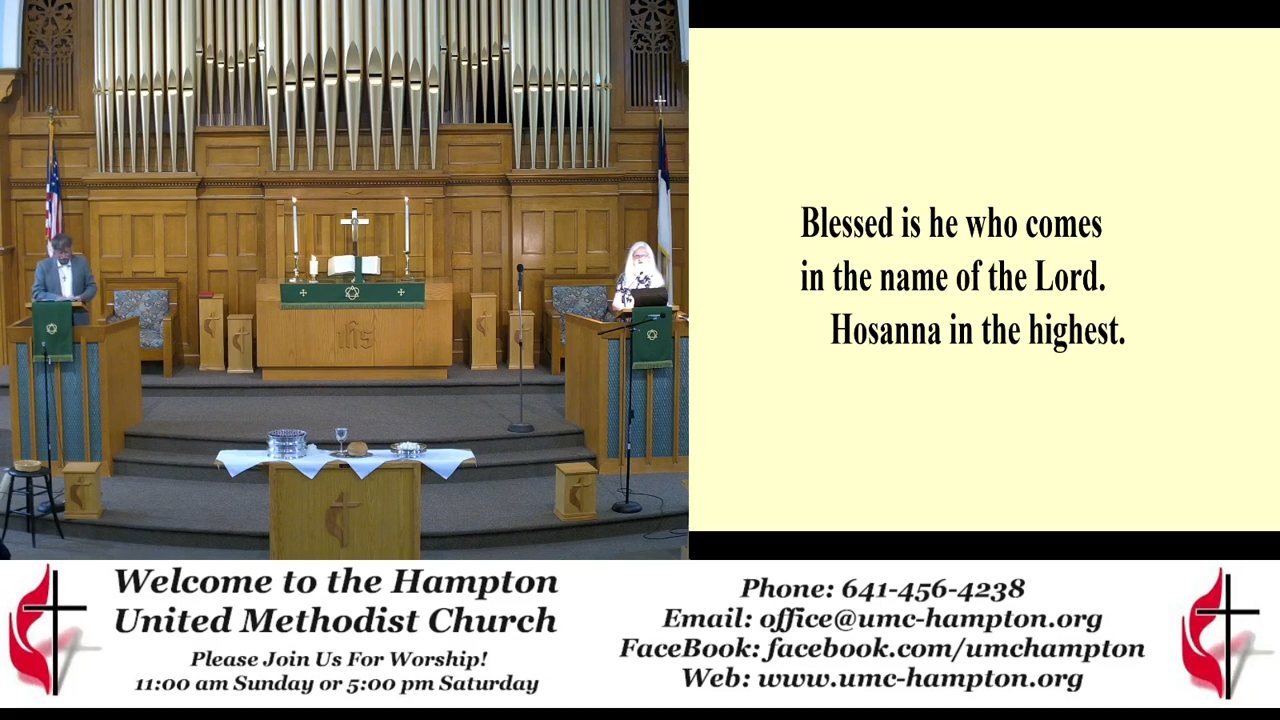 Blessed is he who comes
in the name of the Lord.
Hosanna in the highest.
ihs
Welcome to the Hampton
United Methodist Church
Please Join Us For Worship!
11:00 am Sunday or 5:00 pm Saturday
Phone: 641-456-4238
Email: office@umc-hampton.org
FaceBook: facebook.com/umchampton
Web: www.umc-hampton.org